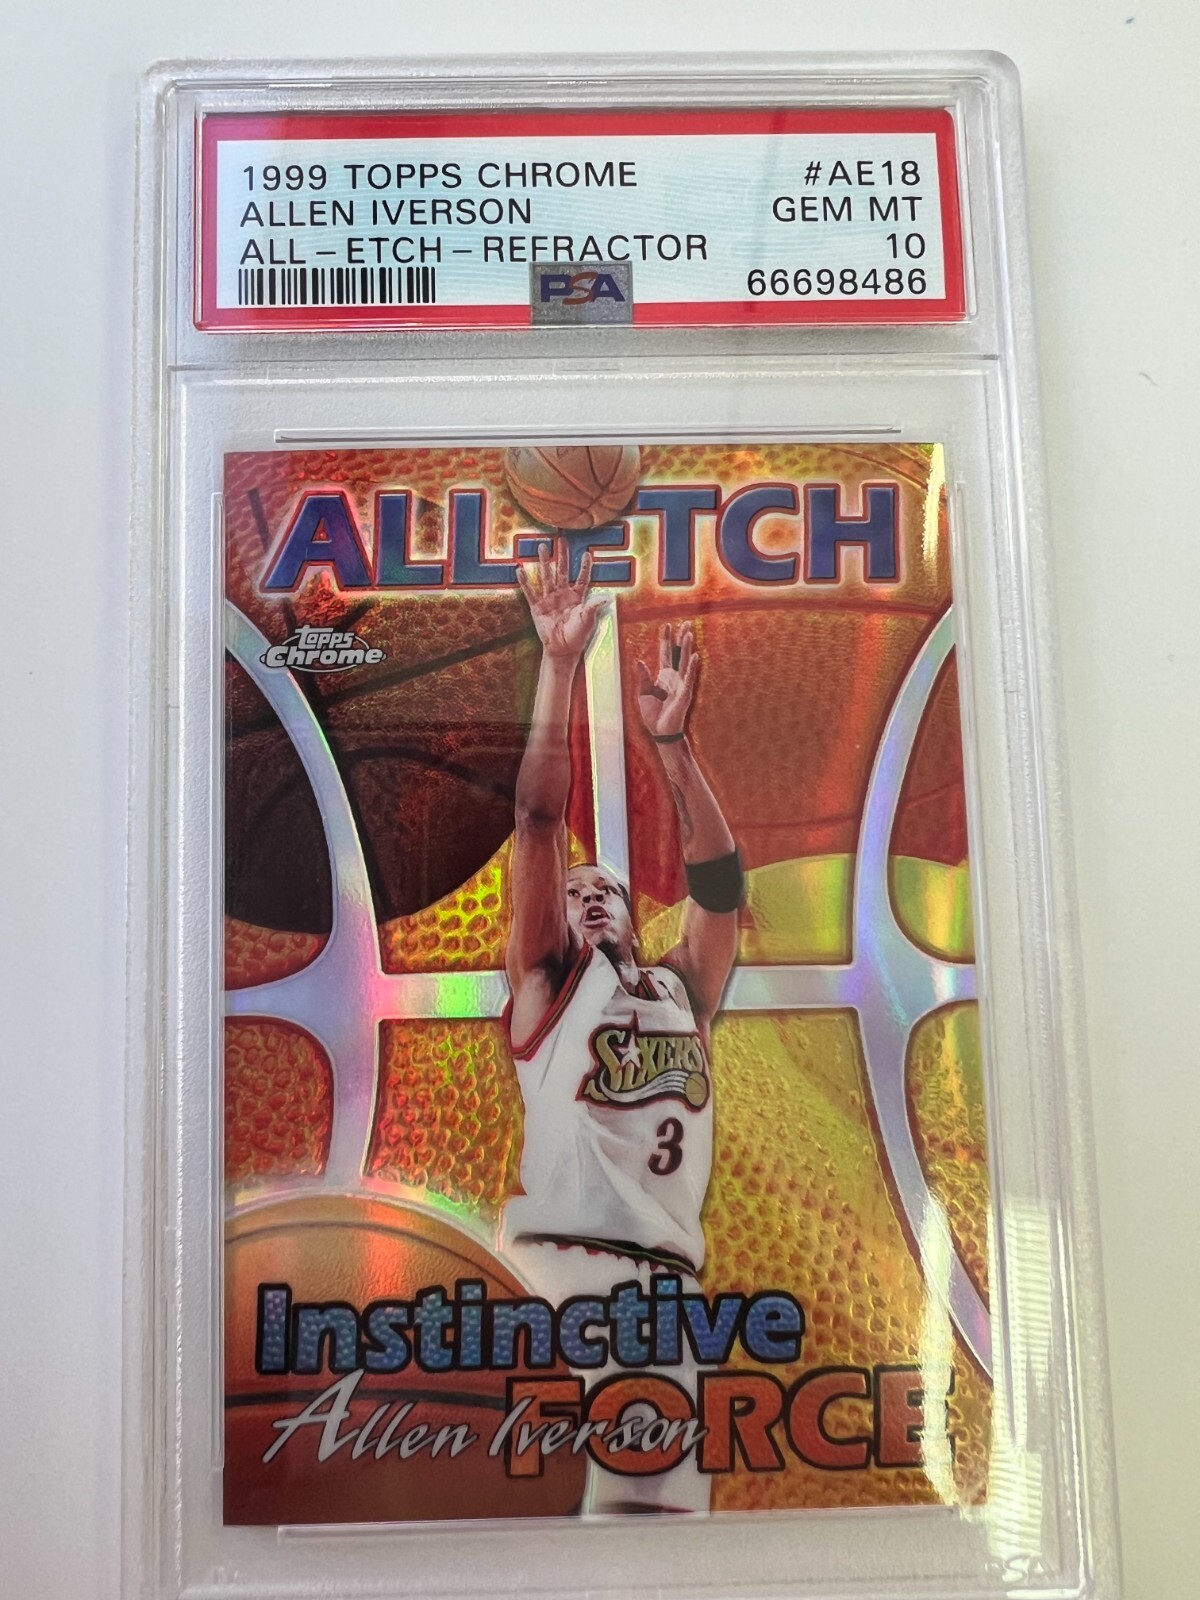 1999 TOPPS CHROME #AE18
ALLEN IVERSON GEM MT
ALL-ETCH-REFRACTOR 10
PSA 66698486
ALL-ETCH
Topps
Chrome
SIXERS
3
Instinctive
FORCE
Allen Iverson